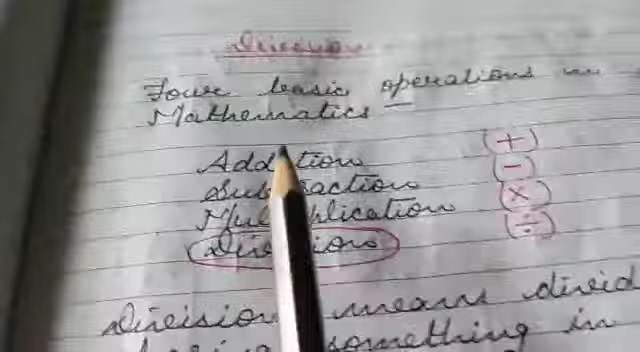 Division
Four basic operations in
Mathematics
Addition (+)
Subtraction (-)
Multiplication (×)
Division (÷)
Division means divid
something in